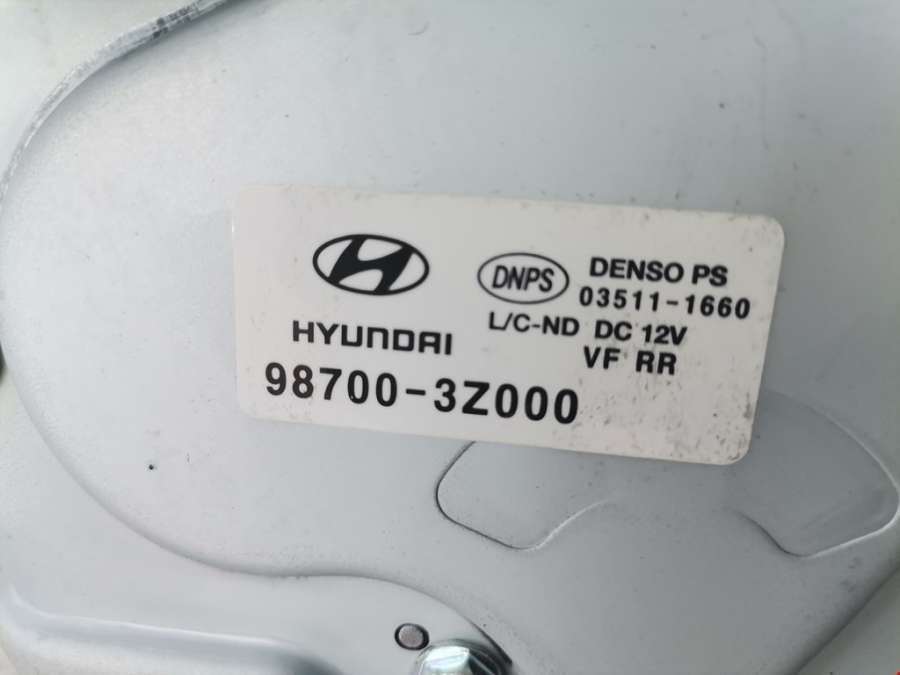 HYUNDAI
98700-3Z000
DNPS
DENSO PS
03511-1660
L/C-ND DC 12V
VF RR